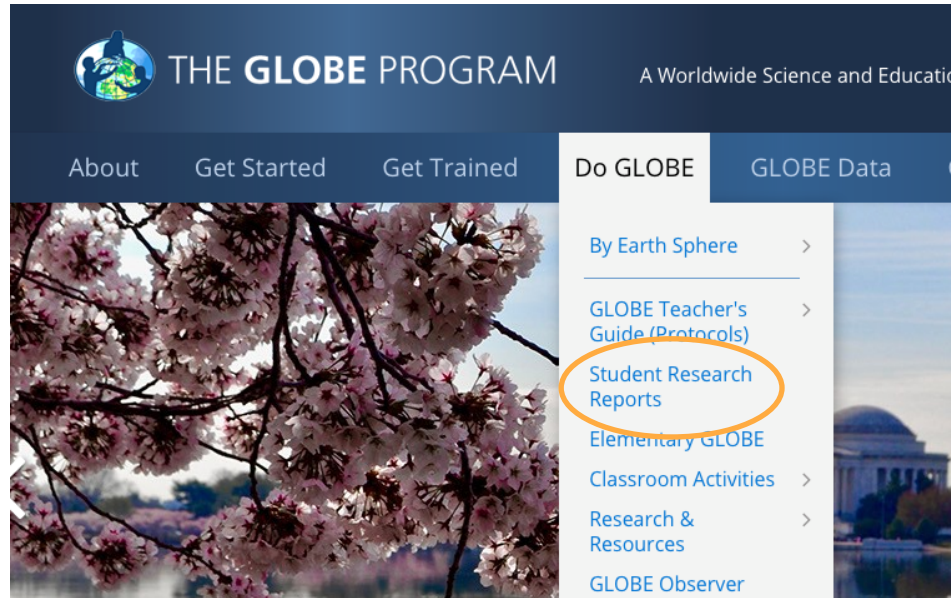 THE GLOBE PROGRAM
A Worldwide Science and
About
Get Started
Get Trained
Do GLOBE
GLOBE Data
By Earth Sphere
GLOBE Teacher's
Guide (Protocols)
Student Research
Reports
Elementary GLOBE
Classroom Activities
Research &
Resources
GLOBE Observer